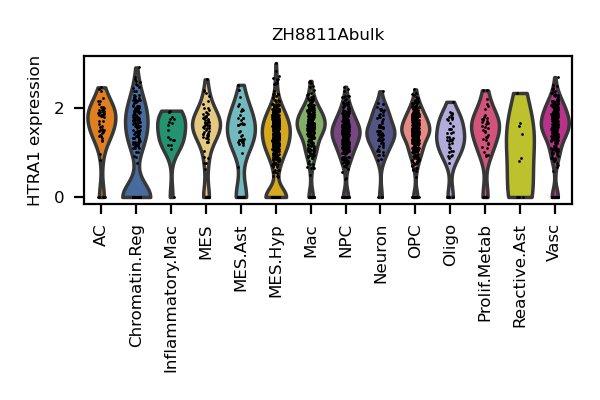 ZH8811Abulk
HTRA1 expression
2
0
AC
Chromatin.Reg
Inflammatory.Mac
MES
MES.Ast
MES.Hyp
Mac
NPC
Neuron
OPC
Oligo
Prolif.Metab
Reactive.Ast
Vasc